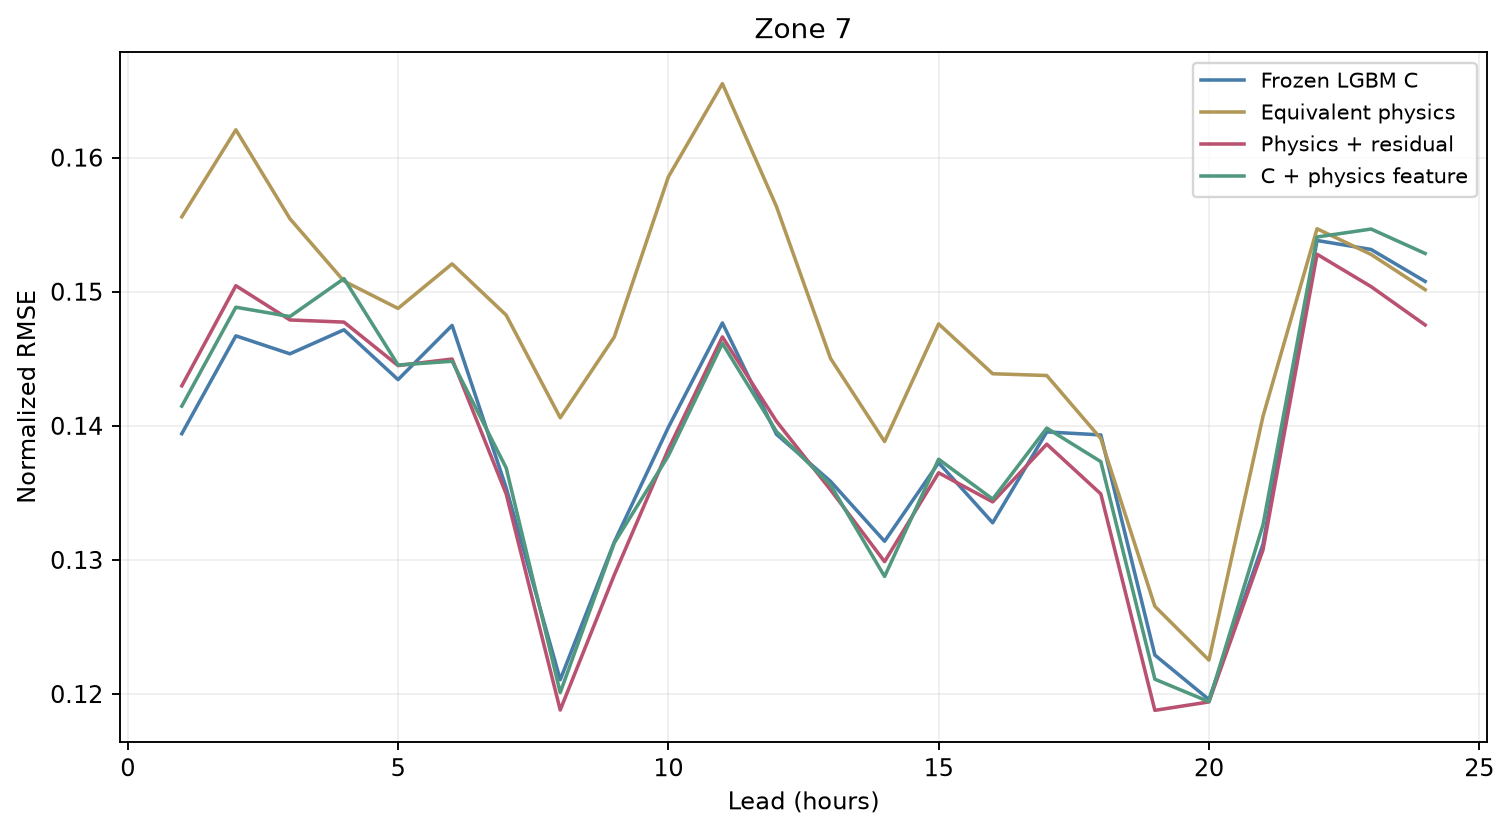 Zone 7
Frozen LGBM C
Equivalent physics
Physics + residual
C + physics feature
Normalized RMSE
0.16
0.15
0.14
0.13
0.12
0
5
10
15
20
25
Lead (hours)